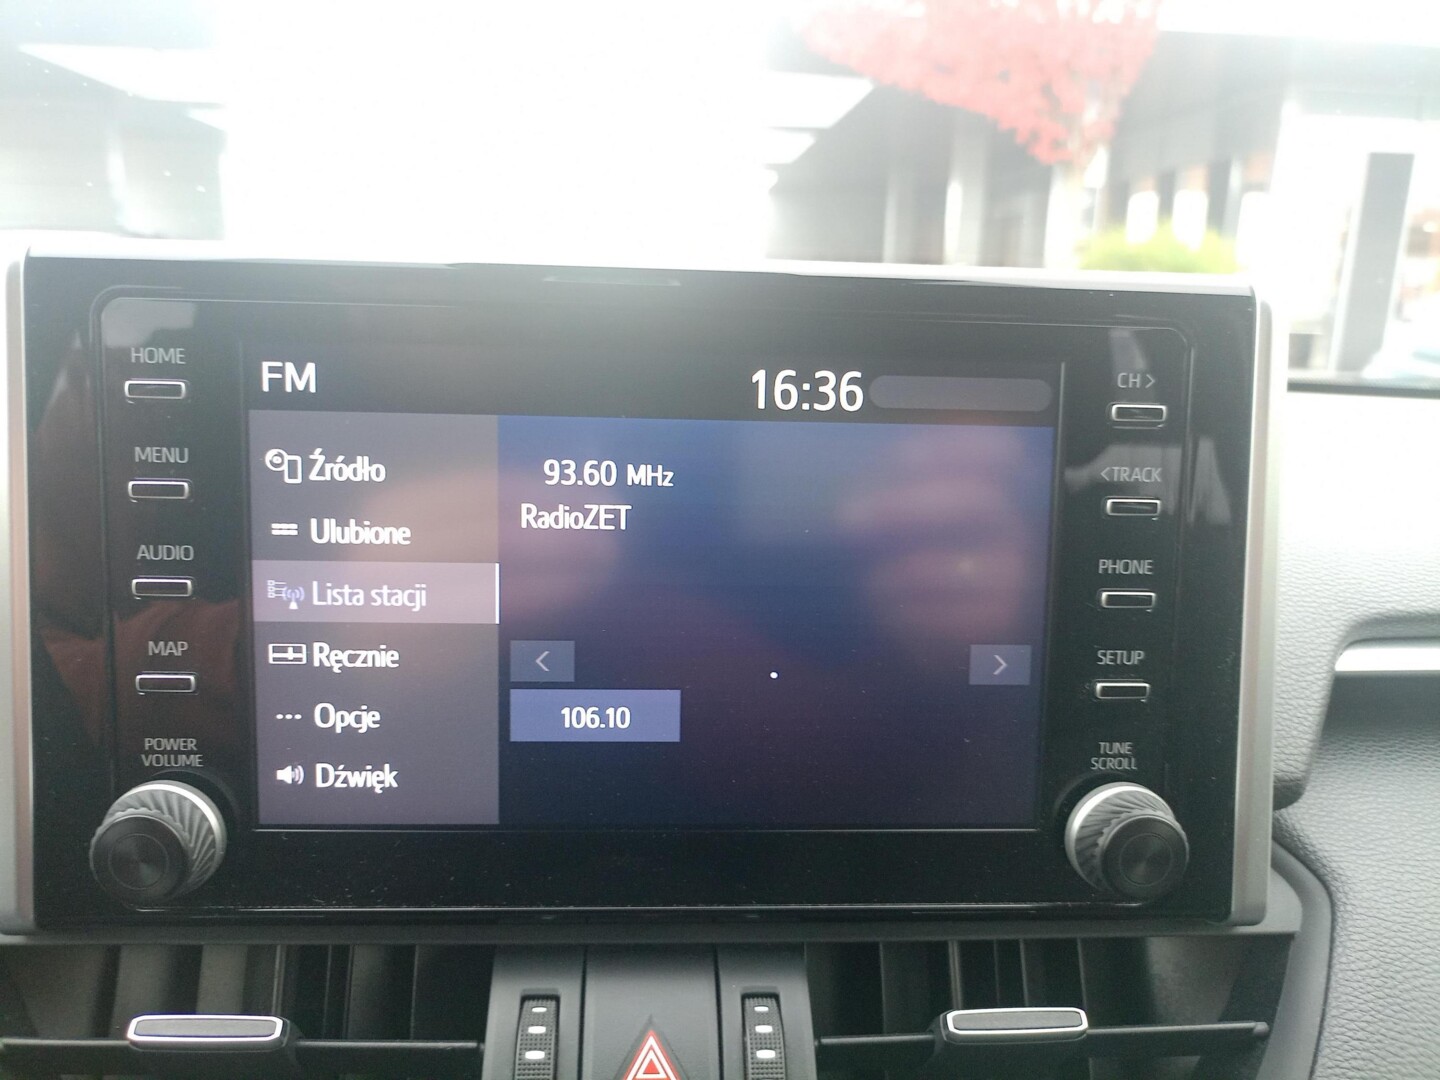 HOME
MENU
AUDIO
MAP
POWER
VOLUME
FM
16:36
Źródło
Ulubione
Lista stacji
Ręcznie
Opcje
Dźwięk
93.60 MHz
RadioZET
<
>
106.10
CH >
< TRACK
PHONE
SETUP
TUNE
SCROLL